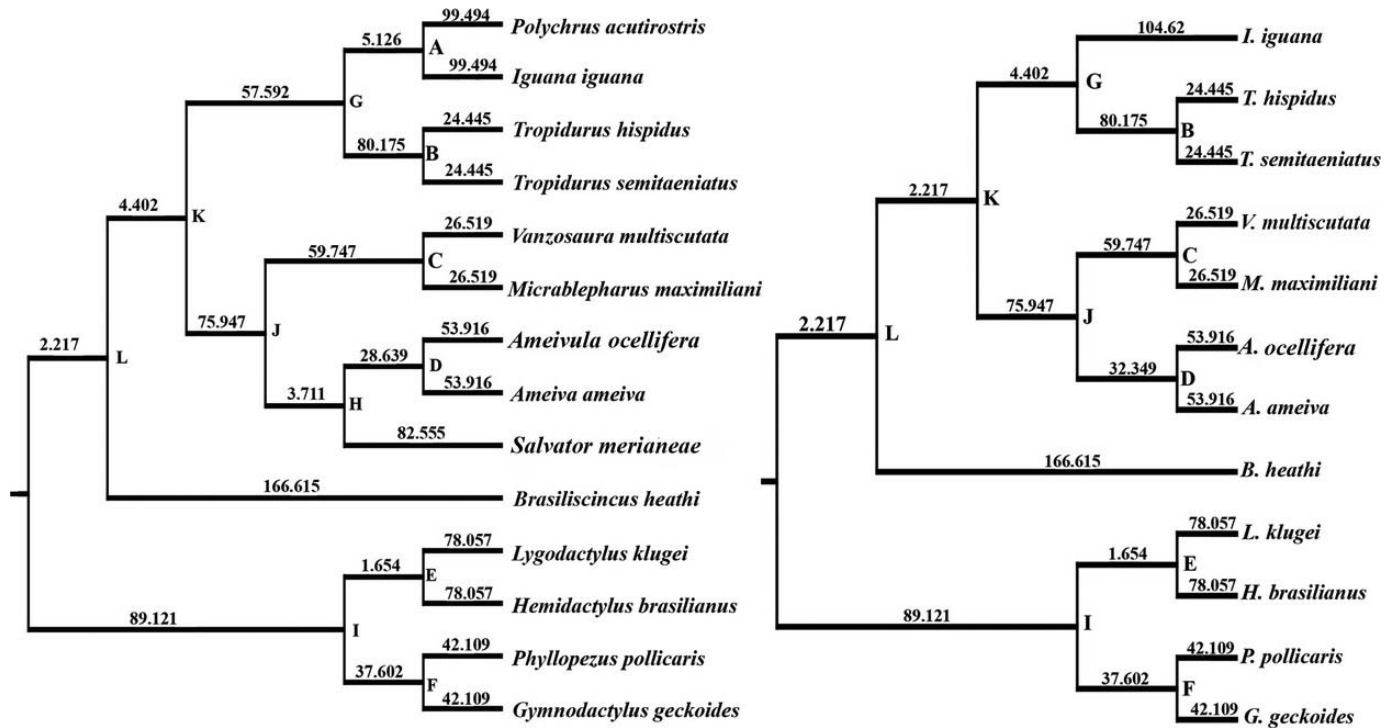 99.494
Polychrus acutirostris
5.126
A
99.494
Iguana iguana
57.592
G
24.445
Tropidurus hispidus
80.175
B
24.445
Tropidurus semitaeniatus
4.402
K
26.519
Vanzosaura multiscutata
59.747
C
26.519
Micrablepharus maximiliani
75.947
J
53.916
Ameivula ocellifera
28.639
D
53.916
Ameiva ameiva
3.711
H
82.555
Salvator merianeae
2.217
L
166.615
Brasiliscincus heathi
78.057
Lygodactylus klugei
1.654
E
78.057
Hemidactylus brasilianus
89.121
I
42.109
Phyllopezus pollicaris
37.602
F
42.109
Gymnodactylus geckoides
104.62
I. iguana
4.402
G
24.445
T. hispidus
80.175
B
24.445
T. semitaeniatus
2.217
K
26.519
V. multiscutata
59.747
C
26.519
M. maximiliani
75.947
J
53.916
A. ocellifera
32.349
D
53.916
A. ameiva
2.217
L
166.615
B. heathi
78.057
L. klugei
1.654
E
78.057
H. brasilianus
89.121
I
42.109
P. pollicaris
37.602
F
42.109
G. geckoides